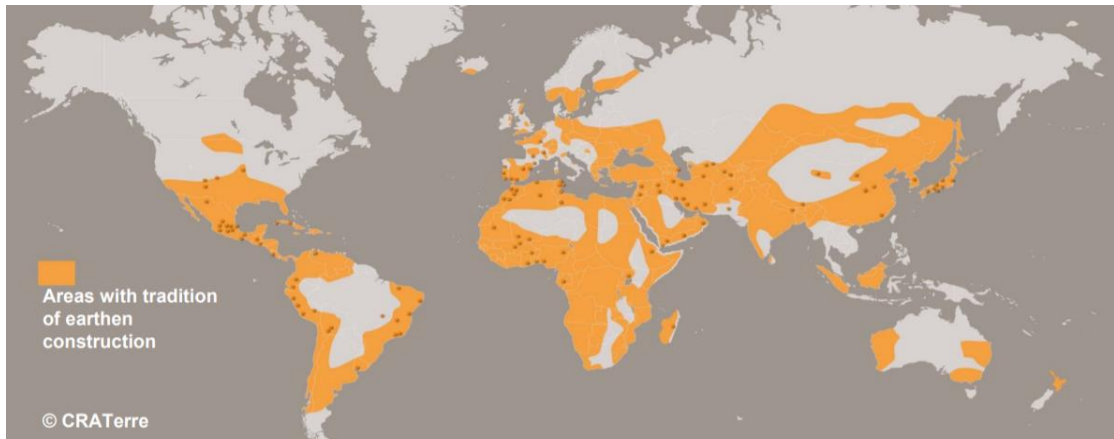 Areas with tradition
of earthen
construction
© CRATerre